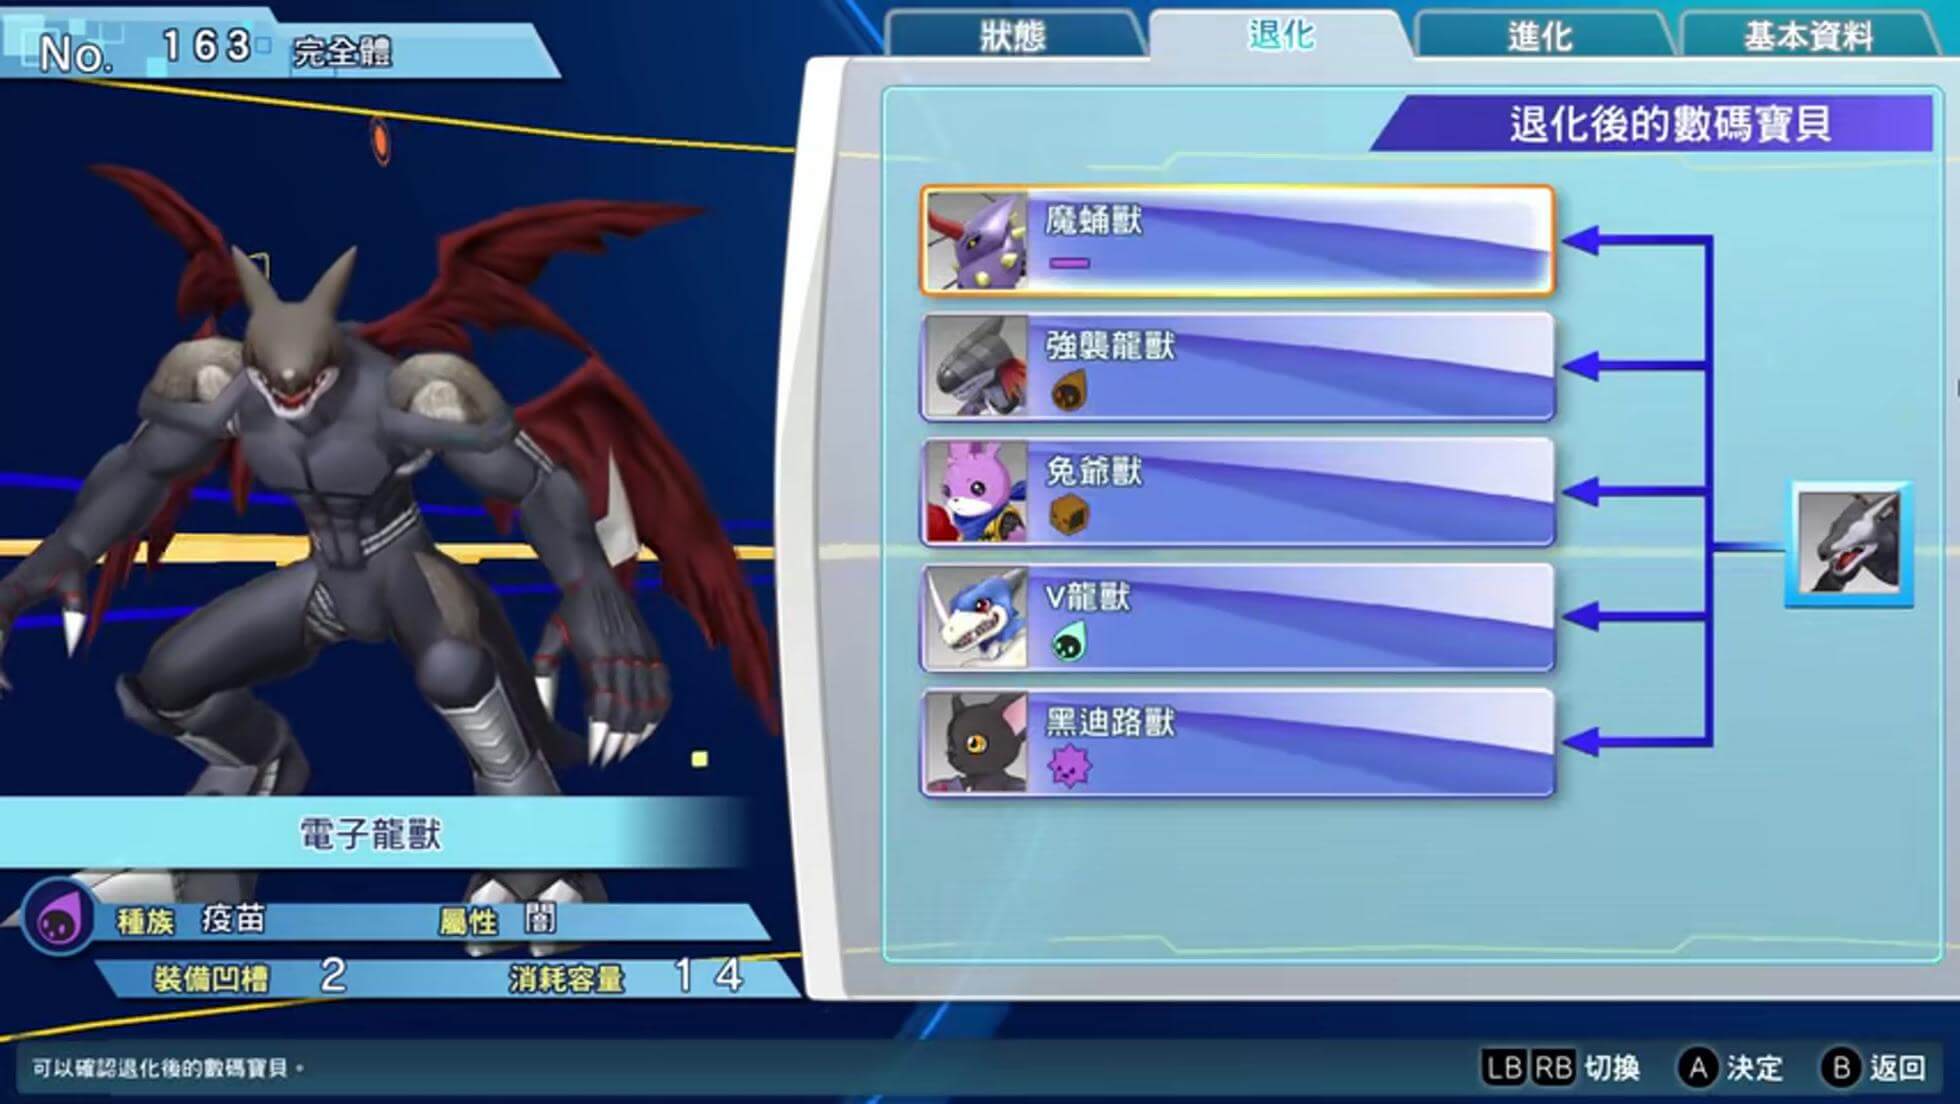 No. 163 完全體
狀態 退化 進化 基本資料
退化後的數碼寶貝
魔蛹獸
強襲龍獸
兔爺獸
V龍獸
黑迪路獸
電子龍獸
種族 疫苗 屬性 闇
裝備凹槽 2 消耗容量 14
可以確認退化後的數碼寶貝。
LB RB 切換 A 決定 B 返回